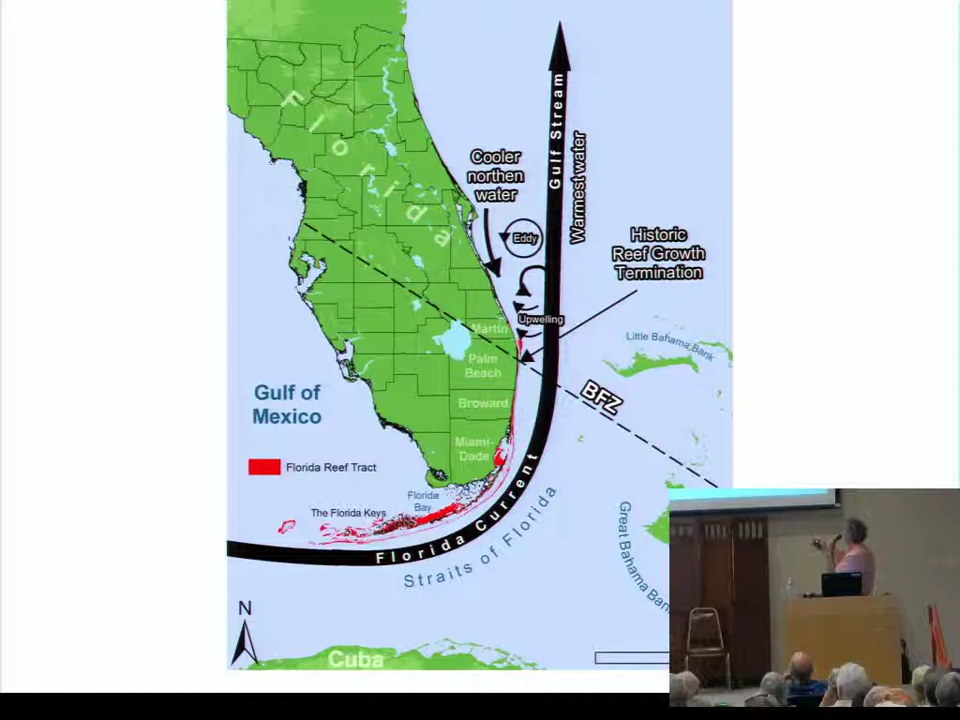 Florida
Gulf Stream
Warmest water
Cooler
northen
water
Eddy
Historic
Reef Growth
Termination
Upwelling
Martin
Little Bahama Bank
Palm
Beach
BFZ
Gulf of
Mexico
Broward
Miami-
Dade
Florida Reef Tract
Florida
Bay
The Florida Keys
Florida Current
Straits of Florida
Great Bahama Ban
N
Cuba